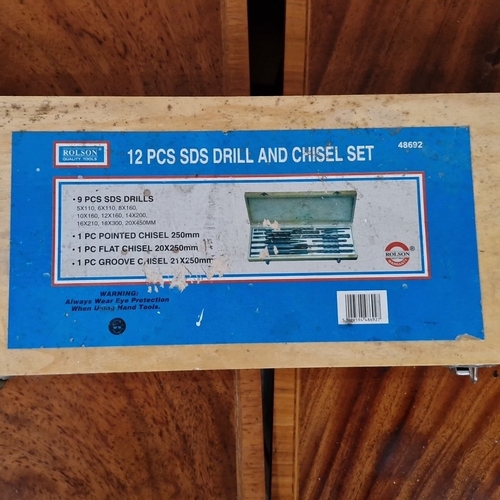 ROLSON
QUALITY TOOLS
12 PCS SDS DRILL AND CHISEL SET
48692
• 9 PCS SDS DRILLS
5X110, 6X110, 8X160,
10X160, 12X160, 14X200,
16X210, 18X300, 20X450MM
• 1 PC POINTED CHISEL 250mm
• 1 PC FLAT CHISEL 20X250mm
• 1 PC GROOVE CHISEL 21X250mm
ROLSON
®
WARNING:
Always Wear Eye Protection
When Using Hand Tools.